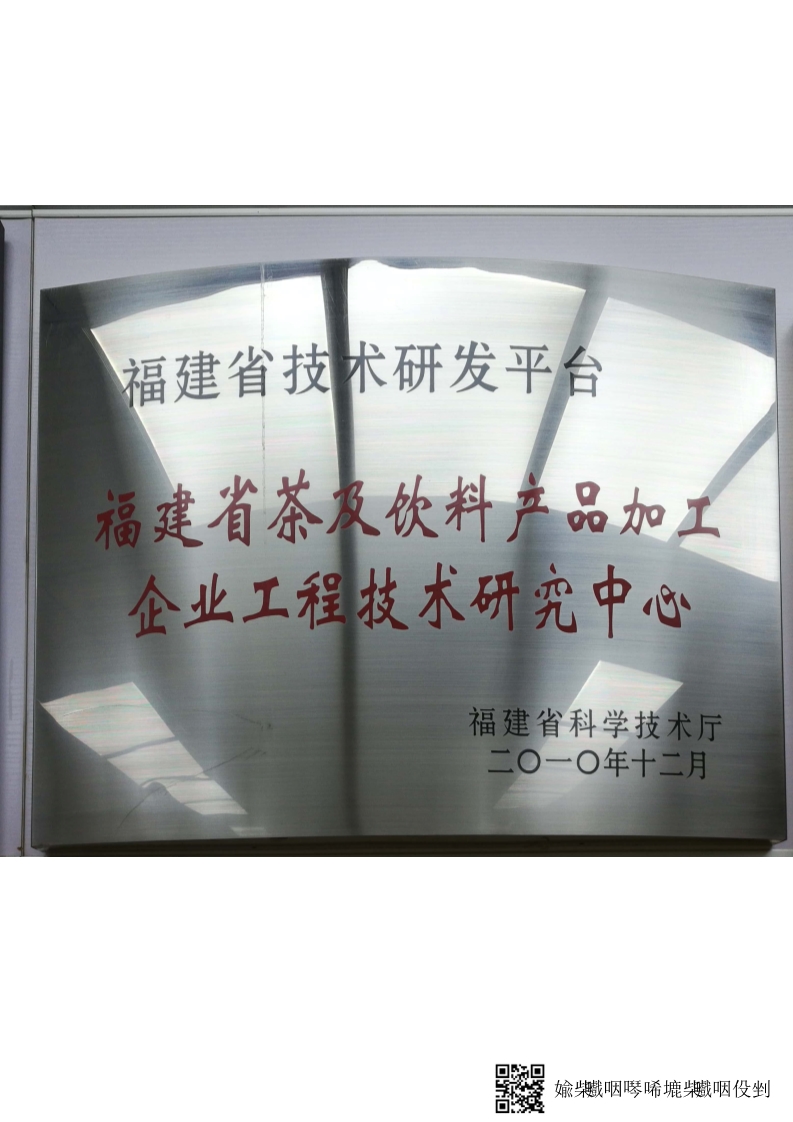 福建省技术研发平台
福建省茶及饮料产品加工
企业工程技术研究中心
福建省科学技术厅
二〇一〇年十二月